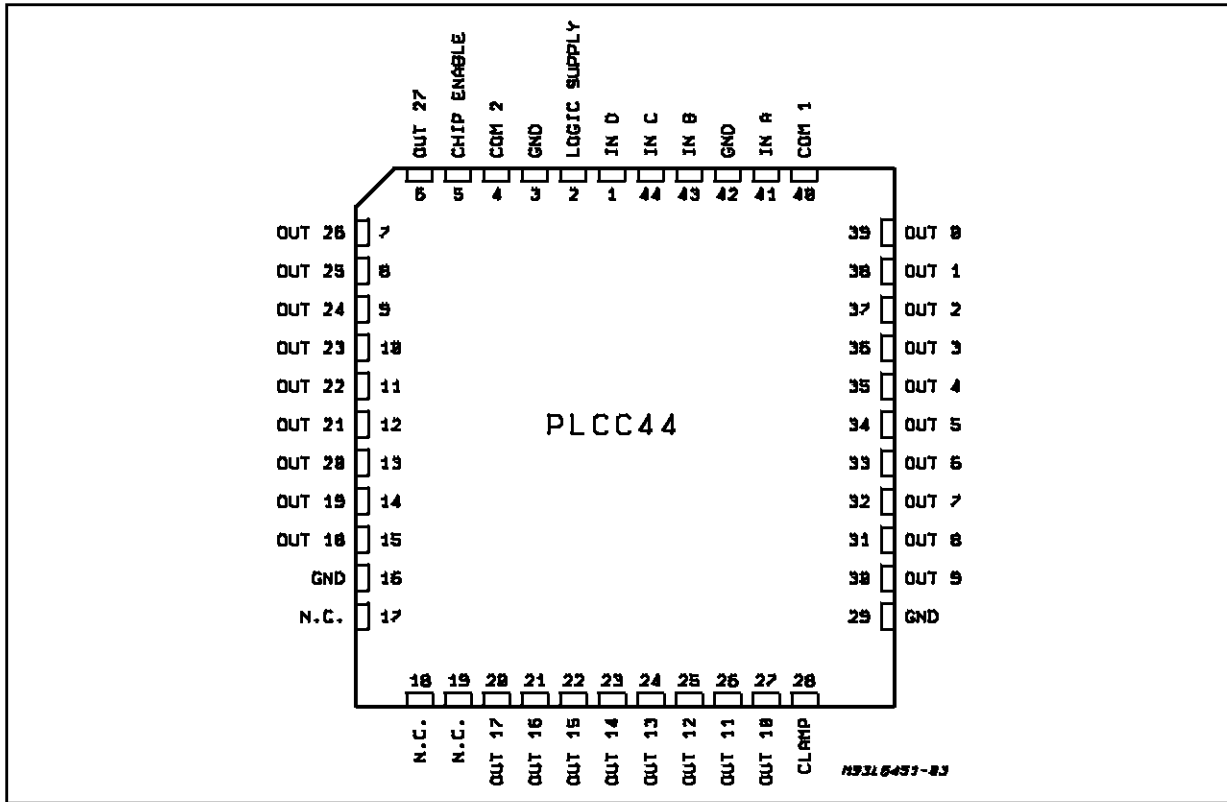 OUT 27
CHIP ENABLE
COM 2
GND
LOGIC SUPPLY
IN D
IN C
IN B
GND
IN A
COM 1
6 5 4 3 2 1 44 43 42 41 40
OUT 26 7
OUT 25 8
OUT 24 9
OUT 23 10
OUT 22 11
OUT 21 12
OUT 20 13
OUT 19 14
OUT 18 15
GND 16
N.C. 17
PLCC44
39 OUT 0
38 OUT 1
37 OUT 2
36 OUT 3
35 OUT 4
34 OUT 5
33 OUT 6
32 OUT 7
31 OUT 8
30 OUT 9
29 GND
18 19 20 21 22 23 24 25 26 27 28
N.C.
N.C.
OUT 17
OUT 16
OUT 15
OUT 14
OUT 13
OUT 12
OUT 11
OUT 10
CLAMP
M93L6451-03